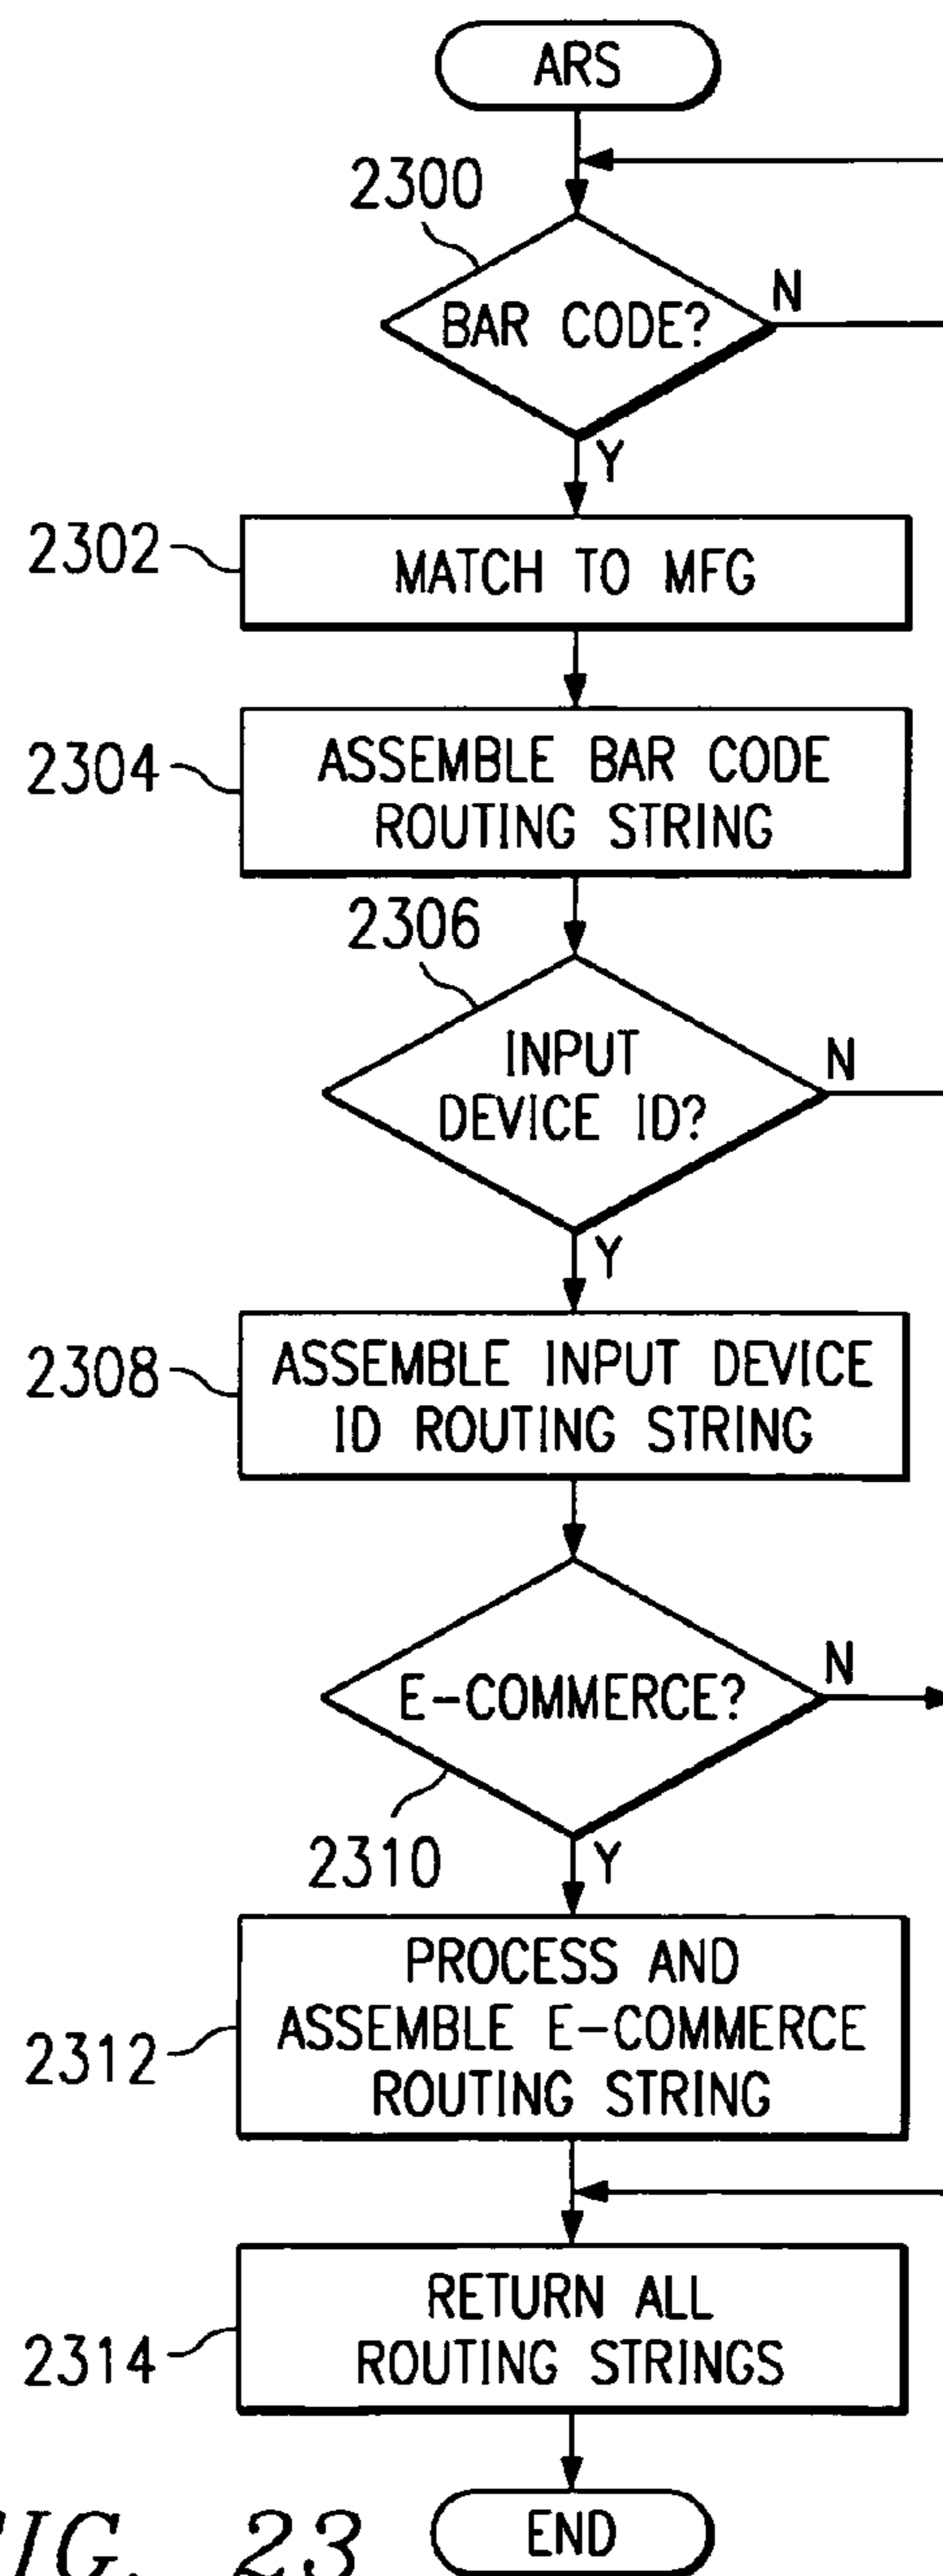 ARS
2300
BAR CODE?
N
Y
2302
MATCH TO MFG
2304
ASSEMBLE BAR CODE
ROUTING STRING
2306
INPUT
DEVICE ID?
N
Y
2308
ASSEMBLE INPUT DEVICE
ID ROUTING STRING
E-COMMERCE?
N
2310
Y
2312
PROCESS AND
ASSEMBLE E-COMMERCE
ROUTING STRING
2314
RETURN ALL
ROUTING STRINGS
END
FIG. 23